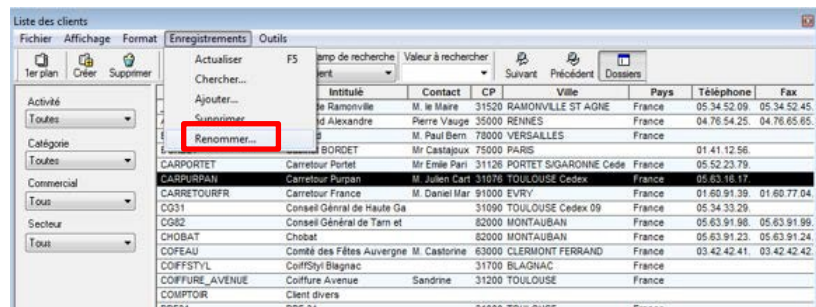 Liste des clients
Fichier Affichage Format Enregistrements Outils
1er plan Créer Supprimer
Actualiser F5
Chercher...
Ajouter...
Supprimer
Renommer...
amp de recherche Valeur à rechercher
ient
Suivant Précédent Dossiers
Activité
Toutes
Catégorie
Toutes
Commercial
Tous
Secteur
Tous
Intitulé Contact CP Ville Pays Téléphone Fax
de Ramonville M. le Maire 31520 RAMONVILLE ST AGNE France 05.34.52.09. 05.34.52.45.
d Alexandre Pierre Vauge 35000 RENNES France 04.76.54.25. 04.76.65.65.
M. Paul Bern 78000 VERSAILLES France
BORDET Mr Castajoux 75000 PARIS 01.41.12.56.
CARPORTET Carretour Portet Mr Emile Pari 31126 PORTET S/GARONNE Cede France 05.52.23.79.
CARPURPAN Carretour Purpan M. Julien Cart 31076 TOULOUSE Cedex France 05.63.16.17.
CARRETOURFR Carretour France M. Daniel Mar 91000 EVRY France 01.60.91.39. 01.60.77.04.
CG31 Conseil Génral de Haute Ga 31090 TOULOUSE Cedex 09 France 05.34.33.29.
CG82 Conseil Général de Tarn et 82000 MONTAUBAN France 05.63.91.98. 05.63.91.99.
CHOBAT Chobat 82000 MONTAUBAN France 05.63.91.23. 05.63.91.24.
COFEAU Comité des Fêtes Auvergne M. Castorine 63000 CLERMONT FERRAND France 03.42.42.41. 03.42.42.42.
COIFFSTYL CoiffStyl Blagnac 31700 BLAGNAC France
COIFFURE_AVENUE Coiffure Avenue Sandrine 31200 TOULOUSE France
COMPTOIR Client divers